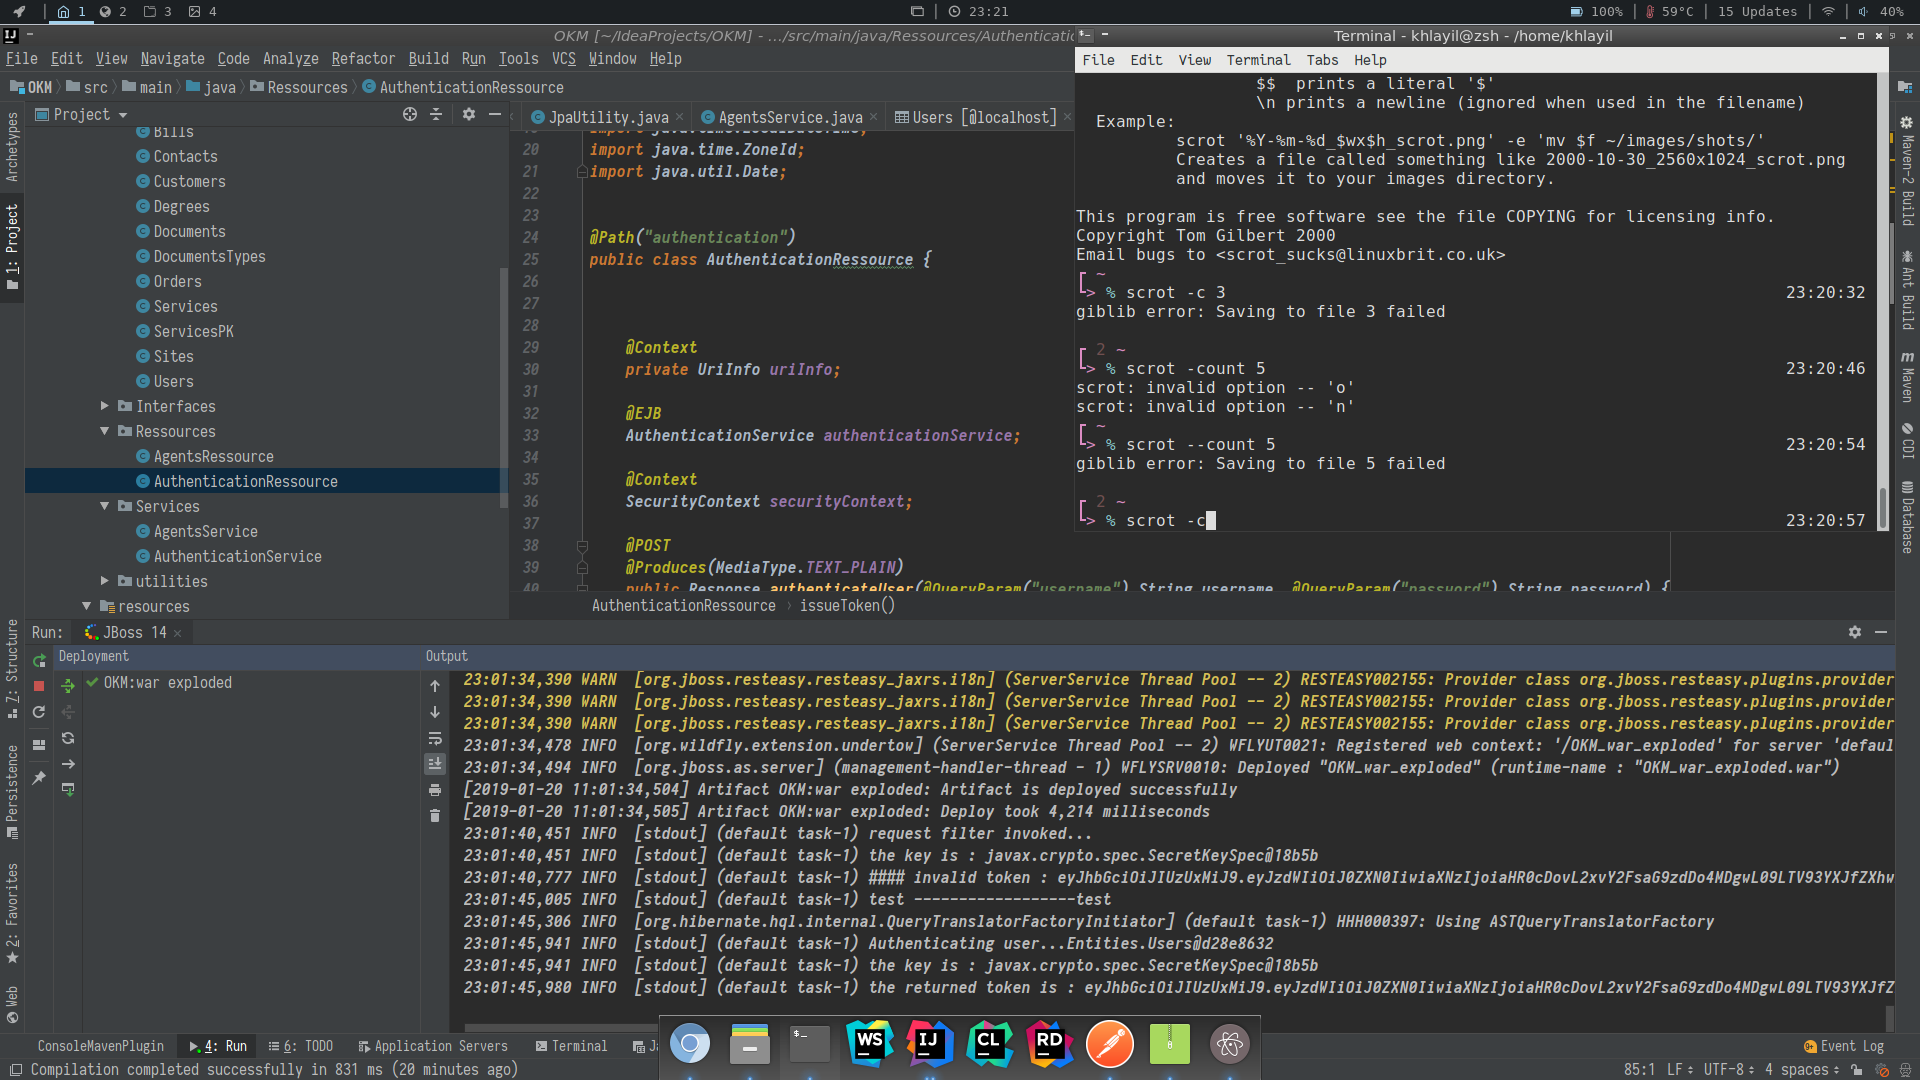 1 2 3 4 23:21 100% 59°C 15 Updates 40%
OKM [~/IdeaProjects/OKM] - .../src/main/java/Ressources/Authenticatio
File Edit View Navigate Code Analyze Refactor Build Run Tools VCS Window Help
OKM src main java Ressources AuthenticationRessource
Project
Bills
Contacts
Customers
Degrees
Documents
DocumentsTypes
Orders
Services
ServicesPK
Sites
Users
Interfaces
Ressources
AgentsRessource
AuthenticationRessource
Services
AgentsService
AuthenticationService
utilities
resources
Archetypes
1: Project
Z: Structure
Persistence
2: Favorites
Web
JpaUtility.java AgentsService.java Users [@localhost]
20 import java.time.ZoneId;
21 import java.util.Date;
22
23
24 @Path("authentication")
25 public class AuthenticationRessource {
26
27
28
29 @Context
30 private UriInfo uriInfo;
31
32 @EJB
33 AuthenticationService authenticationService;
34
35 @Context
36 SecurityContext securityContext;
37
38 @POST
39 @Produces(MediaType.TEXT_PLAIN)
40 public Response authenticateUser(@QueryParam("username") String username, @QueryParam("password") String password) {
AuthenticationRessource › issueToken()
Terminal - khlayil@zsh - /home/khlayil
File Edit View Terminal Tabs Help
$$ prints a literal '$'
\n prints a newline (ignored when used in the filename)
Example:
scrot '%Y-%m-%d_$wx$h_scrot.png' -e 'mv $f ~/images/shots/'
Creates a file called something like 2000-10-30_2560x1024_scrot.png
and moves it to your images directory.
This program is free software see the file COPYING for licensing info.
Copyright Tom Gilbert 2000
Email bugs to <scrot_sucks@linuxbrit.co.uk>
~
> % scrot -c 3 23:20:32
giblib error: Saving to file 3 failed
2 ~
> % scrot -count 5 23:20:46
scrot: invalid option -- 'o'
scrot: invalid option -- 'n'
~
> % scrot --count 5 23:20:54
giblib error: Saving to file 5 failed
2 ~
> % scrot -c 23:20:57
Maven-2 Build
Ant Build
Maven
CDI
Database
Run: JBoss 14
Deployment Output
OKM:war exploded
23:01:34,390 WARN [org.jboss.resteasy.resteasy_jaxrs.i18n] (ServerService Thread Pool -- 2) RESTEASY002155: Provider class org.jboss.resteasy.plugins.provider
23:01:34,390 WARN [org.jboss.resteasy.resteasy_jaxrs.i18n] (ServerService Thread Pool -- 2) RESTEASY002155: Provider class org.jboss.resteasy.plugins.provider
23:01:34,390 WARN [org.jboss.resteasy.resteasy_jaxrs.i18n] (ServerService Thread Pool -- 2) RESTEASY002155: Provider class org.jboss.resteasy.plugins.provider
23:01:34,478 INFO [org.wildfly.extension.undertow] (ServerService Thread Pool -- 2) WFLYUT0021: Registered web context: '/OKM_war_exploded' for server 'defaul
23:01:34,494 INFO [org.jboss.as.server] (management-handler-thread - 1) WFLYSRV0010: Deployed "OKM_war_exploded" (runtime-name : "OKM_war_exploded.war")
[2019-01-20 11:01:34,504] Artifact OKM:war exploded: Artifact is deployed successfully
[2019-01-20 11:01:34,505] Artifact OKM:war exploded: Deploy took 4,214 milliseconds
23:01:40,451 INFO [stdout] (default task-1) request filter invoked...
23:01:40,451 INFO [stdout] (default task-1) the key is : javax.crypto.spec.SecretKeySpec@18b5b
23:01:40,777 INFO [stdout] (default task-1) #### invalid token : eyJhbGciOiJIUzUxMiJ9.eyJzdWIiOiJ0ZXN0IiwiaXNzIjoiaHR0cDovL2xvY2FsaG9zdDo4MDgwL09LTV93YXJfZXhw
23:01:45,005 INFO [stdout] (default task-1) test ------------------test
23:01:45,306 INFO [org.hibernate.hql.internal.QueryTranslatorFactoryInitiator] (default task-1) HHH000397: Using ASTQueryTranslatorFactory
23:01:45,941 INFO [stdout] (default task-1) Authenticating user...Entities.Users@d28e8632
23:01:45,941 INFO [stdout] (default task-1) the key is : javax.crypto.spec.SecretKeySpec@18b5b
23:01:45,980 INFO [stdout] (default task-1) the returned token is : eyJhbGciOiJIUzUxMiJ9.eyJzdWIiOiJ0ZXN0IiwiaXNzIjoiaHR0cDovL2xvY2FsaG9zdDo4MDgwL09LTV93YXJfZ
ConsoleMavenPlugin 4: Run 6: TODO Application Servers Terminal Ja
WS IJ CL RD
Event Log
Compilation completed successfully in 831 ms (20 minutes ago)
85:1 LF UTF-8 4 spaces